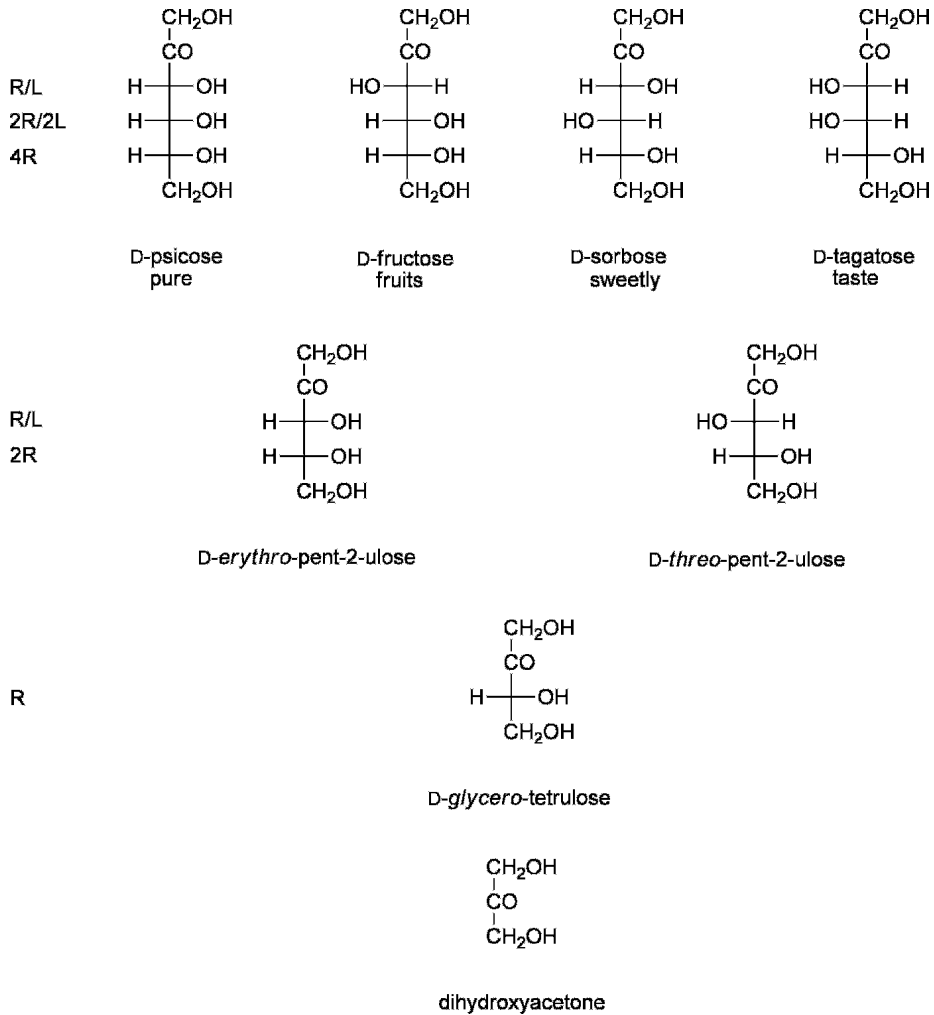 CH₂OH CH₂OH CH₂OH CH₂OH
CO CO CO CO
R/L H OH HO H H OH HO H
2R/2L H OH H OH HO H HO H
4R H OH H OH H OH H OH
CH₂OH CH₂OH CH₂OH CH₂OH
D-psicose D-fructose D-sorbose D-tagatose
pure fruits sweetly taste
CH₂OH CH₂OH
CO CO
R/L H OH HO H
2R H OH H OH
CH₂OH CH₂OH
D-erythro-pent-2-ulose D-threo-pent-2-ulose
CH₂OH
CO
R H OH
CH₂OH
D-glycero-tetrulose
CH₂OH
CO
CH₂OH
dihydroxyacetone